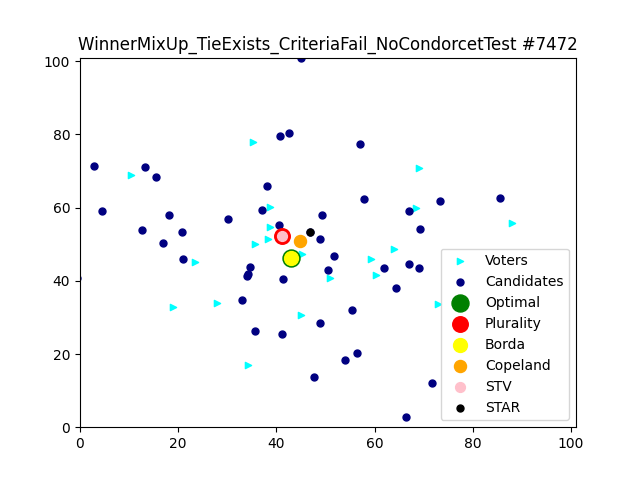 WinnerMixUp_TieExists_CriteriaFail_NoCondorcetTest #7472
100
80
60
40
20
0
0 20 40 60 80 100
Voters
Candidates
Optimal
Plurality
Borda
Copeland
STV
STAR